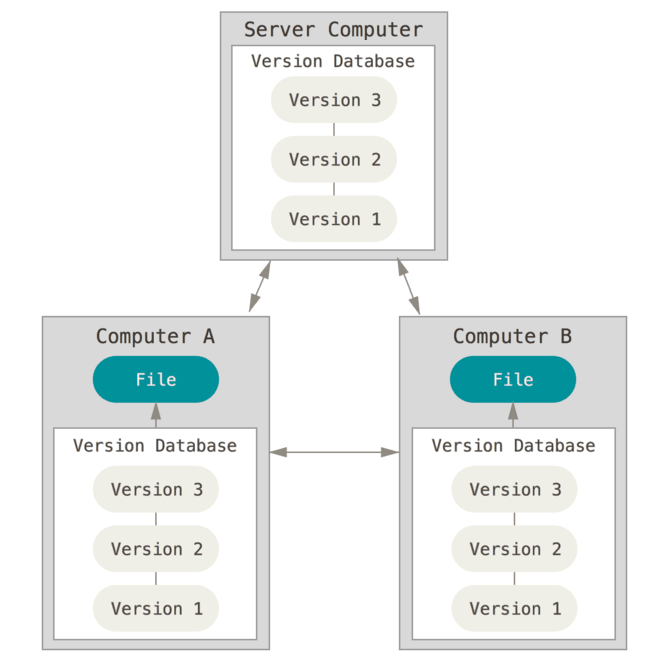 Server Computer
Version Database
Version 3
Version 2
Version 1
Computer A
File
Version Database
Version 3
Version 2
Version 1
Computer B
File
Version Database
Version 3
Version 2
Version 1